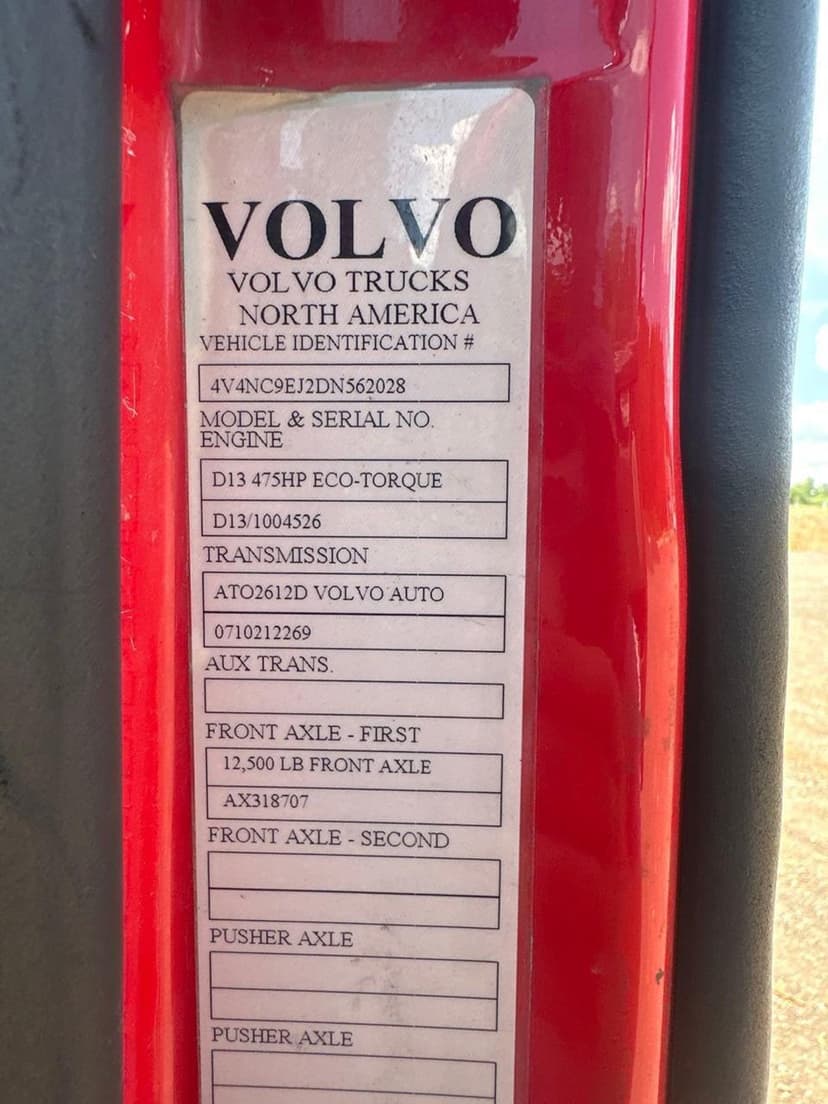 VOLVO
VOLVO TRUCKS
NORTH AMERICA
VEHICLE IDENTIFICATION #
4V4NC9EJ2DN562028
MODEL & SERIAL NO.
ENGINE
D13 475HP ECO-TORQUE
D13/1004526
TRANSMISSION
ATO2612D VOLVO AUTO
0710212269
AUX TRANS.
FRONT AXLE - FIRST
12,500 LB FRONT AXLE
AX318707
FRONT AXLE - SECOND
PUSHER AXLE
PUSHER AXLE